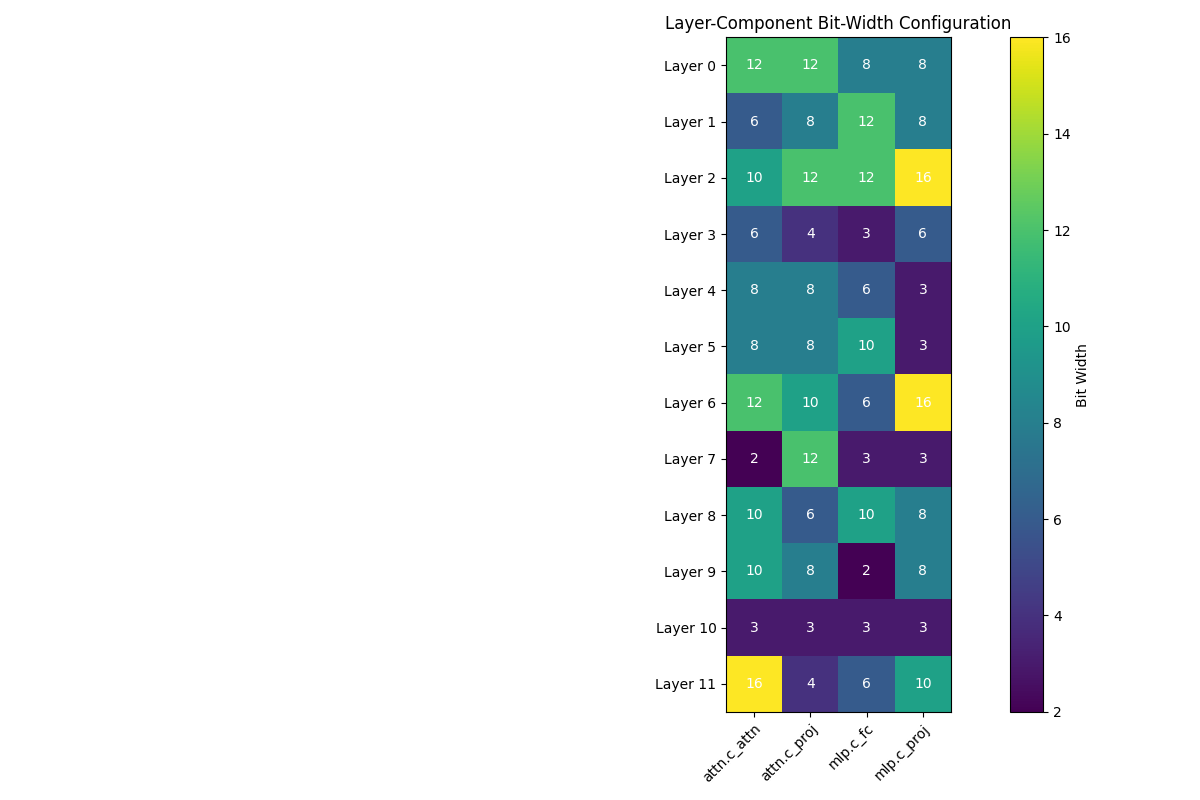 Layer-Component Bit-Width Configuration
Layer 0 12 12 8 8
Layer 1 6 8 12 8
Layer 2 10 12 12 16
Layer 3 6 4 3 6
Layer 4 8 8 6 3
Layer 5 8 8 10 3
Layer 6 12 10 6 16
Layer 7 2 12 3 3
Layer 8 10 6 10 8
Layer 9 10 8 2 8
Layer 10 3 3 3 3
Layer 11 16 4 6 10
attn.c_attn attn.c_proj mlp.c_fc mlp.c_proj
16
14
12
10
8
6
4
2
Bit Width